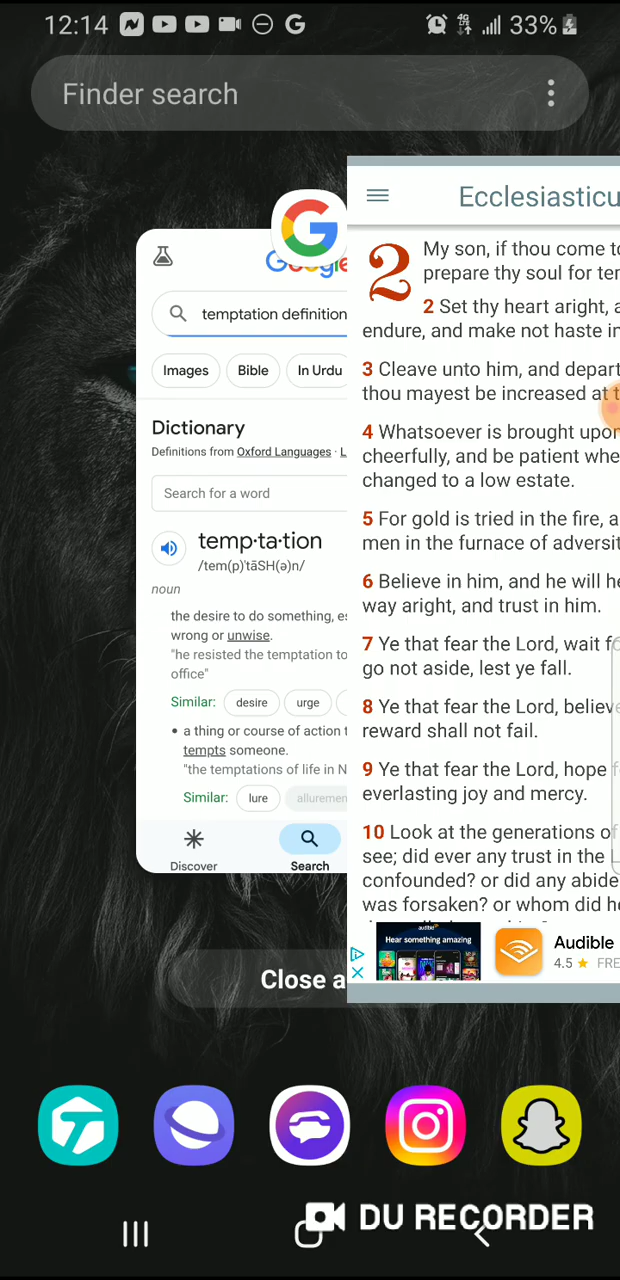 12:14
4G
LTE
33%
Finder search
Google
temptation definition
Images
Bible
In Urdu
Dictionary
Definitions from Oxford Languages · L
Search for a word
temp·ta·tion
/tem(p)ˈtāSH(ə)n/
noun
the desire to do something, es
wrong or unwise.
"he resisted the temptation to
office"
Similar:
desire
urge
• a thing or course of action t
tempts someone.
"the temptations of life in N
Similar:
lure
allurement
Discover
Search
Ecclesiasticu
2 My son, if thou come to
prepare thy soul for
2 Set thy heart aright, a
endure, and make not haste in
3 Cleave unto him, and depart
thou mayest be increased at t
4 Whatsoever is brought upon
cheerfully, and be patient whe
changed to a low estate.
5 For gold is tried in the fire, a
men in the furnace of adversit
6 Believe in him, and he will he
way aright, and trust in him.
7 Ye that fear the Lord, wait fo
go not aside, lest ye fall.
8 Ye that fear the Lord, believe
reward shall not fail.
9 Ye that fear the Lord, hope f
everlasting joy and mercy.
10 Look at the generations of
see; did ever any trust in the L
confounded? or did any abide
was forsaken? or whom did he
audible
Hear something amazing
Audible
4.5 ★ FREE
Close a
DU RECORDER